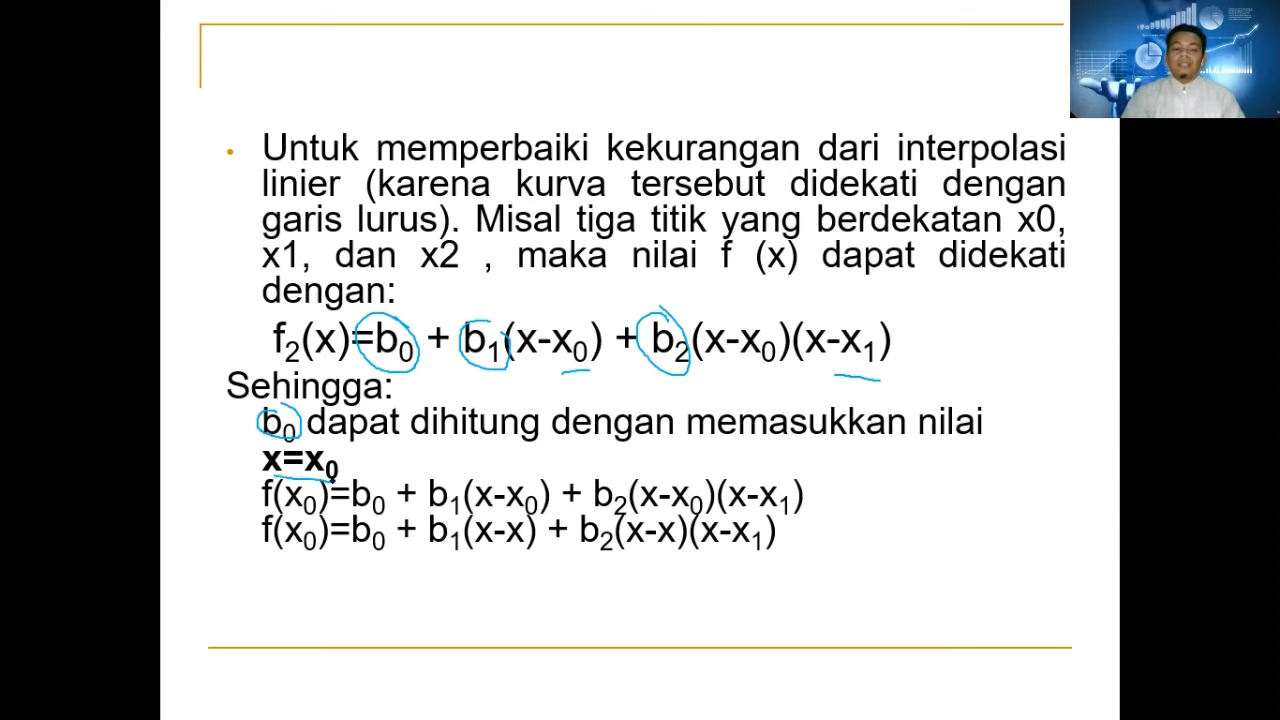 • Untuk memperbaiki kekurangan dari interpolasi
linier (karena kurva tersebut didekati dengan
garis lurus). Misal tiga titik yang berdekatan x0,
x1, dan x2 , maka nilai f (x) dapat didekati
dengan:
f₂(x)=b₀ + b₁(x-x₀) + b₂(x-x₀)(x-x₁)
Sehingga:
b₀ dapat dihitung dengan memasukkan nilai
x=x₀
f(x₀)=b₀ + b₁(x-x₀) + b₂(x-x₀)(x-x₁)
f(x₀)=b₀ + b₁(x-x) + b₂(x-x)(x-x₁)